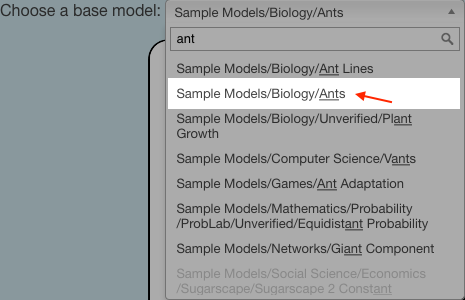 Choose a base model: Sample Models/Biology/Ants
ant
Sample Models/Biology/Ant Lines
Sample Models/Biology/Ants
Sample Models/Biology/Unverified/Plant
Growth
Sample Models/Computer Science/Vants
Sample Models/Games/Ant Adaptation
Sample Models/Mathematics/Probability
/ProbLab/Unverified/Equidistant Probability
Sample Models/Networks/Giant Component
Sample Models/Social Science/Economics
/Sugarscape/Sugarscape 2 Constant